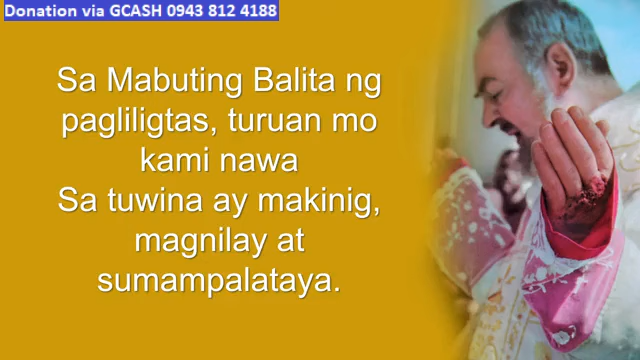 Donation via GCASH 0943 812 4188
Sa Mabuting Balita ng
pagliligtas, turuan mo
kami nawa
Sa tuwina ay makinig,
magnilay at
sumampalataya.